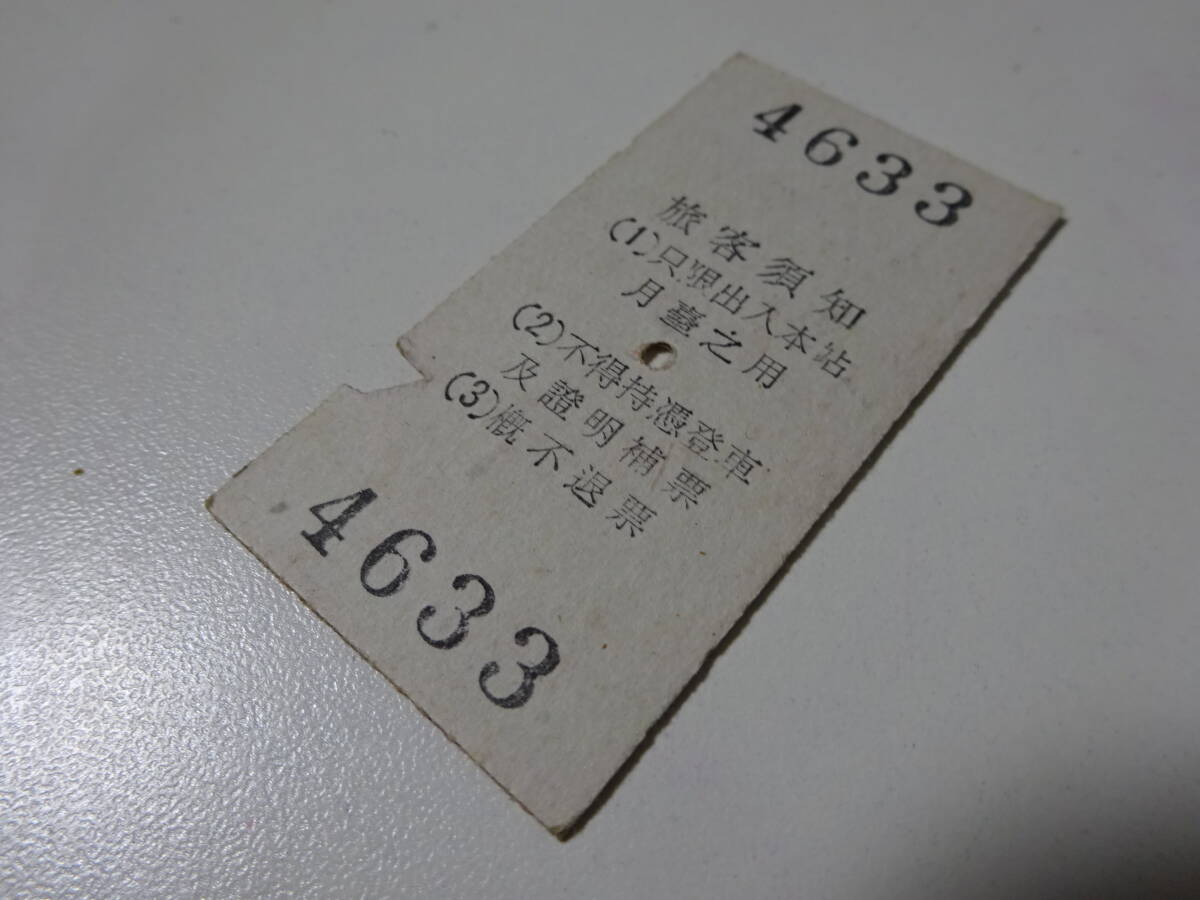 4633
旅客須知
(1)只限出入本站
月臺之用
(2)不得持憑登車
及證明補票
(3)概不退票
4633